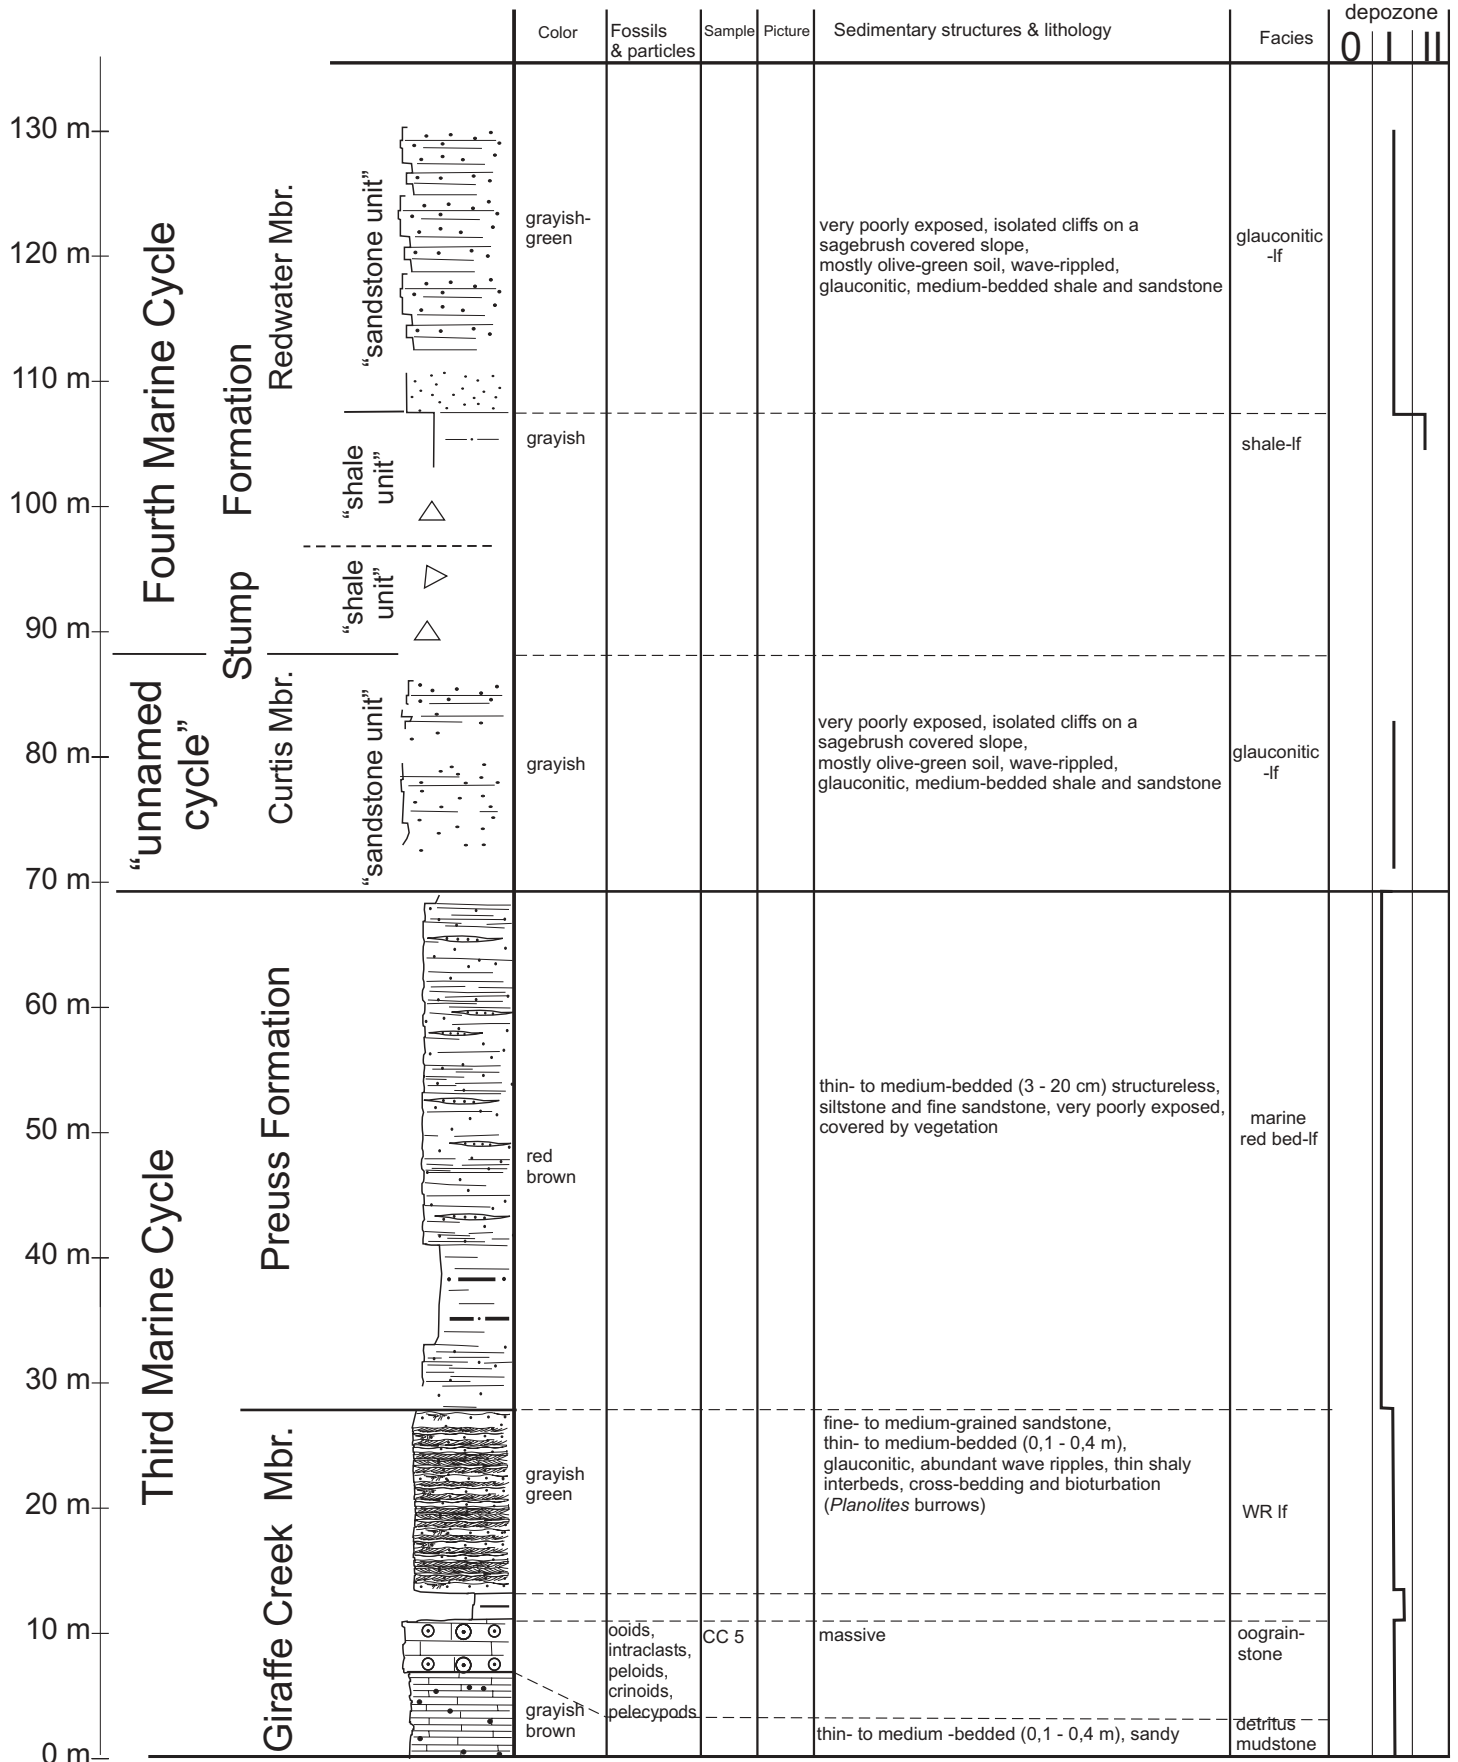 depozone
Color
Fossils
& particles
Sample
Picture
Sedimentary structures & lithology
Facies
0
I
II
130 m
120 m
110 m
100 m
90 m
80 m
70 m
60 m
50 m
40 m
30 m
20 m
10 m
0 m
Fourth Marine Cycle
“unnamed
cycle”
Third Marine Cycle
Stump Formation
Redwater Mbr.
Curtis Mbr.
Preuss Formation
Giraffe Creek Mbr.
“sandstone unit”
“shale
unit”
“shale
unit”
“sandstone unit”
grayish-
green
very poorly exposed, isolated cliffs on a
sagebrush covered slope,
mostly olive-green soil, wave-rippled,
glauconitic, medium-bedded shale and sandstone
glauconitic
-lf
grayish
shale-lf
grayish
very poorly exposed, isolated cliffs on a
sagebrush covered slope,
mostly olive-green soil, wave-rippled,
glauconitic, medium-bedded shale and sandstone
glauconitic
-lf
red
brown
thin- to medium-bedded (3 - 20 cm) structureless,
siltstone and fine sandstone, very poorly exposed,
covered by vegetation
marine
red bed-lf
grayish
green
fine- to medium-grained sandstone,
thin- to medium-bedded (0,1 - 0,4 m),
glauconitic, abundant wave ripples, thin shaly
interbeds, cross-bedding and bioturbation
(Planolites burrows)
WR lf
ooids,
intraclasts,
peloids,
crinoids,
pelecypods
CC 5
massive
oograin-
stone
grayish
brown
thin- to medium -bedded (0,1 - 0,4 m), sandy
detritus
mudstone